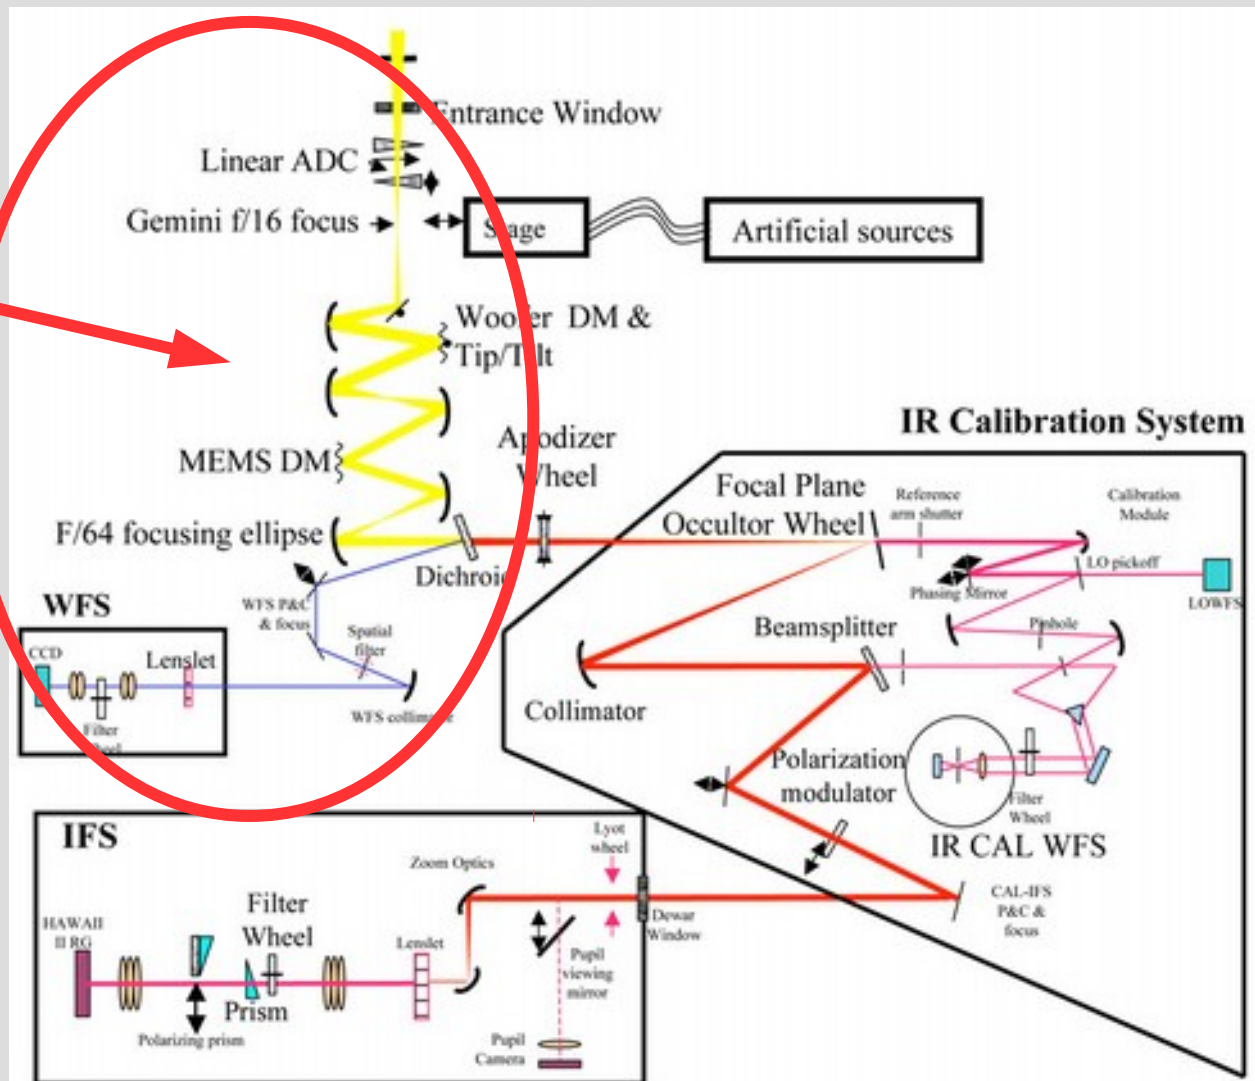 Entrance Window
Linear ADC
Gemini f/16 focus
Stage
Artificial sources
Woofer DM &
Tip/Tilt
IR Calibration System
Apodizer
Wheel
MEMS DM
Focal Plane
Occultor Wheel
Reference
arm shutter
Calibration
Module
F/64 focusing ellipse
Dichroic
LO pickoff
Phasing Mirror
LOWFS
WFS
WFS P&C
& focus
Spatial
filter
Beamsplitter
Pinhole
CCD
Lenslet
Filter
Wheel
WFS collimator
Collimator
Polarization
modulator
Filter
Wheel
IR CAL WFS
IFS
Lyot
wheel
Zoom Optics
CAL-IFS
P&C &
focus
HAWAII
II RG
Filter
Wheel
Lenslet
Dewar
Window
Pupil
viewing
mirror
Prism
Polarizing prism
Pupil
Camera